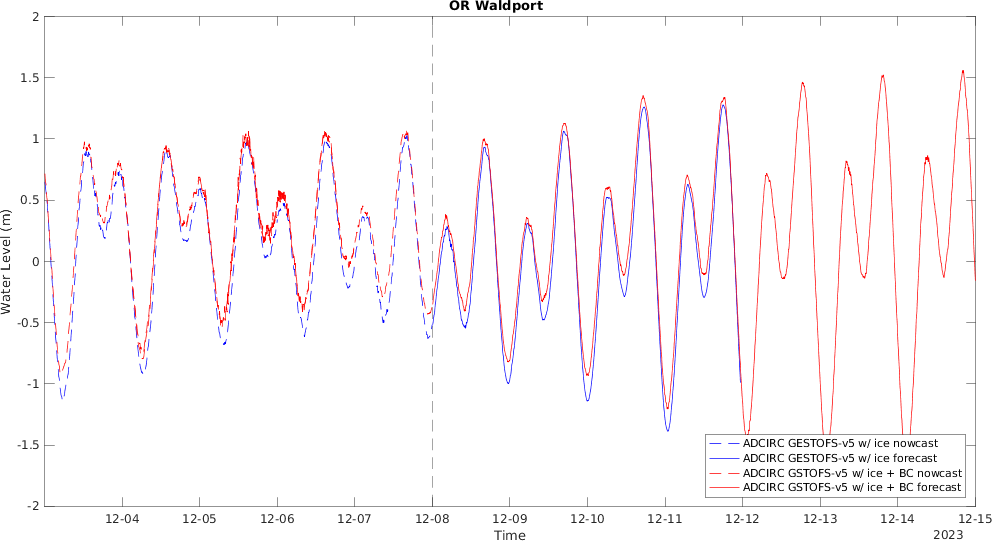 OR Waldport
2
1.5
1
0.5
0
-0.5
-1
-1.5
-2
Water Level (m)
ADCIRC GESTOFS-v5 w/ ice nowcast
ADCIRC GESTOFS-v5 w/ ice forecast
ADCIRC GSTOFS-v5 w/ ice + BC nowcast
ADCIRC GSTOFS-v5 w/ ice + BC forecast
12-04 12-05 12-06 12-07 12-08 12-09 12-10 12-11 12-12 12-13 12-14 12-15
Time
2023